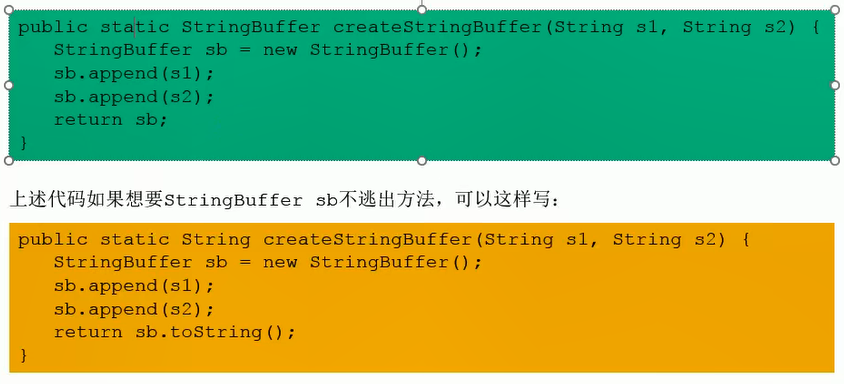 public static StringBuffer createStringBuffer(String s1, String s2) {
   StringBuffer sb = new StringBuffer();
   sb.append(s1);
   sb.append(s2);
   return sb;
}
上述代码如果想要StringBuffer sb不逃出方法，可以这样写：
public static String createStringBuffer(String s1, String s2) {
   StringBuffer sb = new StringBuffer();
   sb.append(s1);
   sb.append(s2);
   return sb.toString();
}